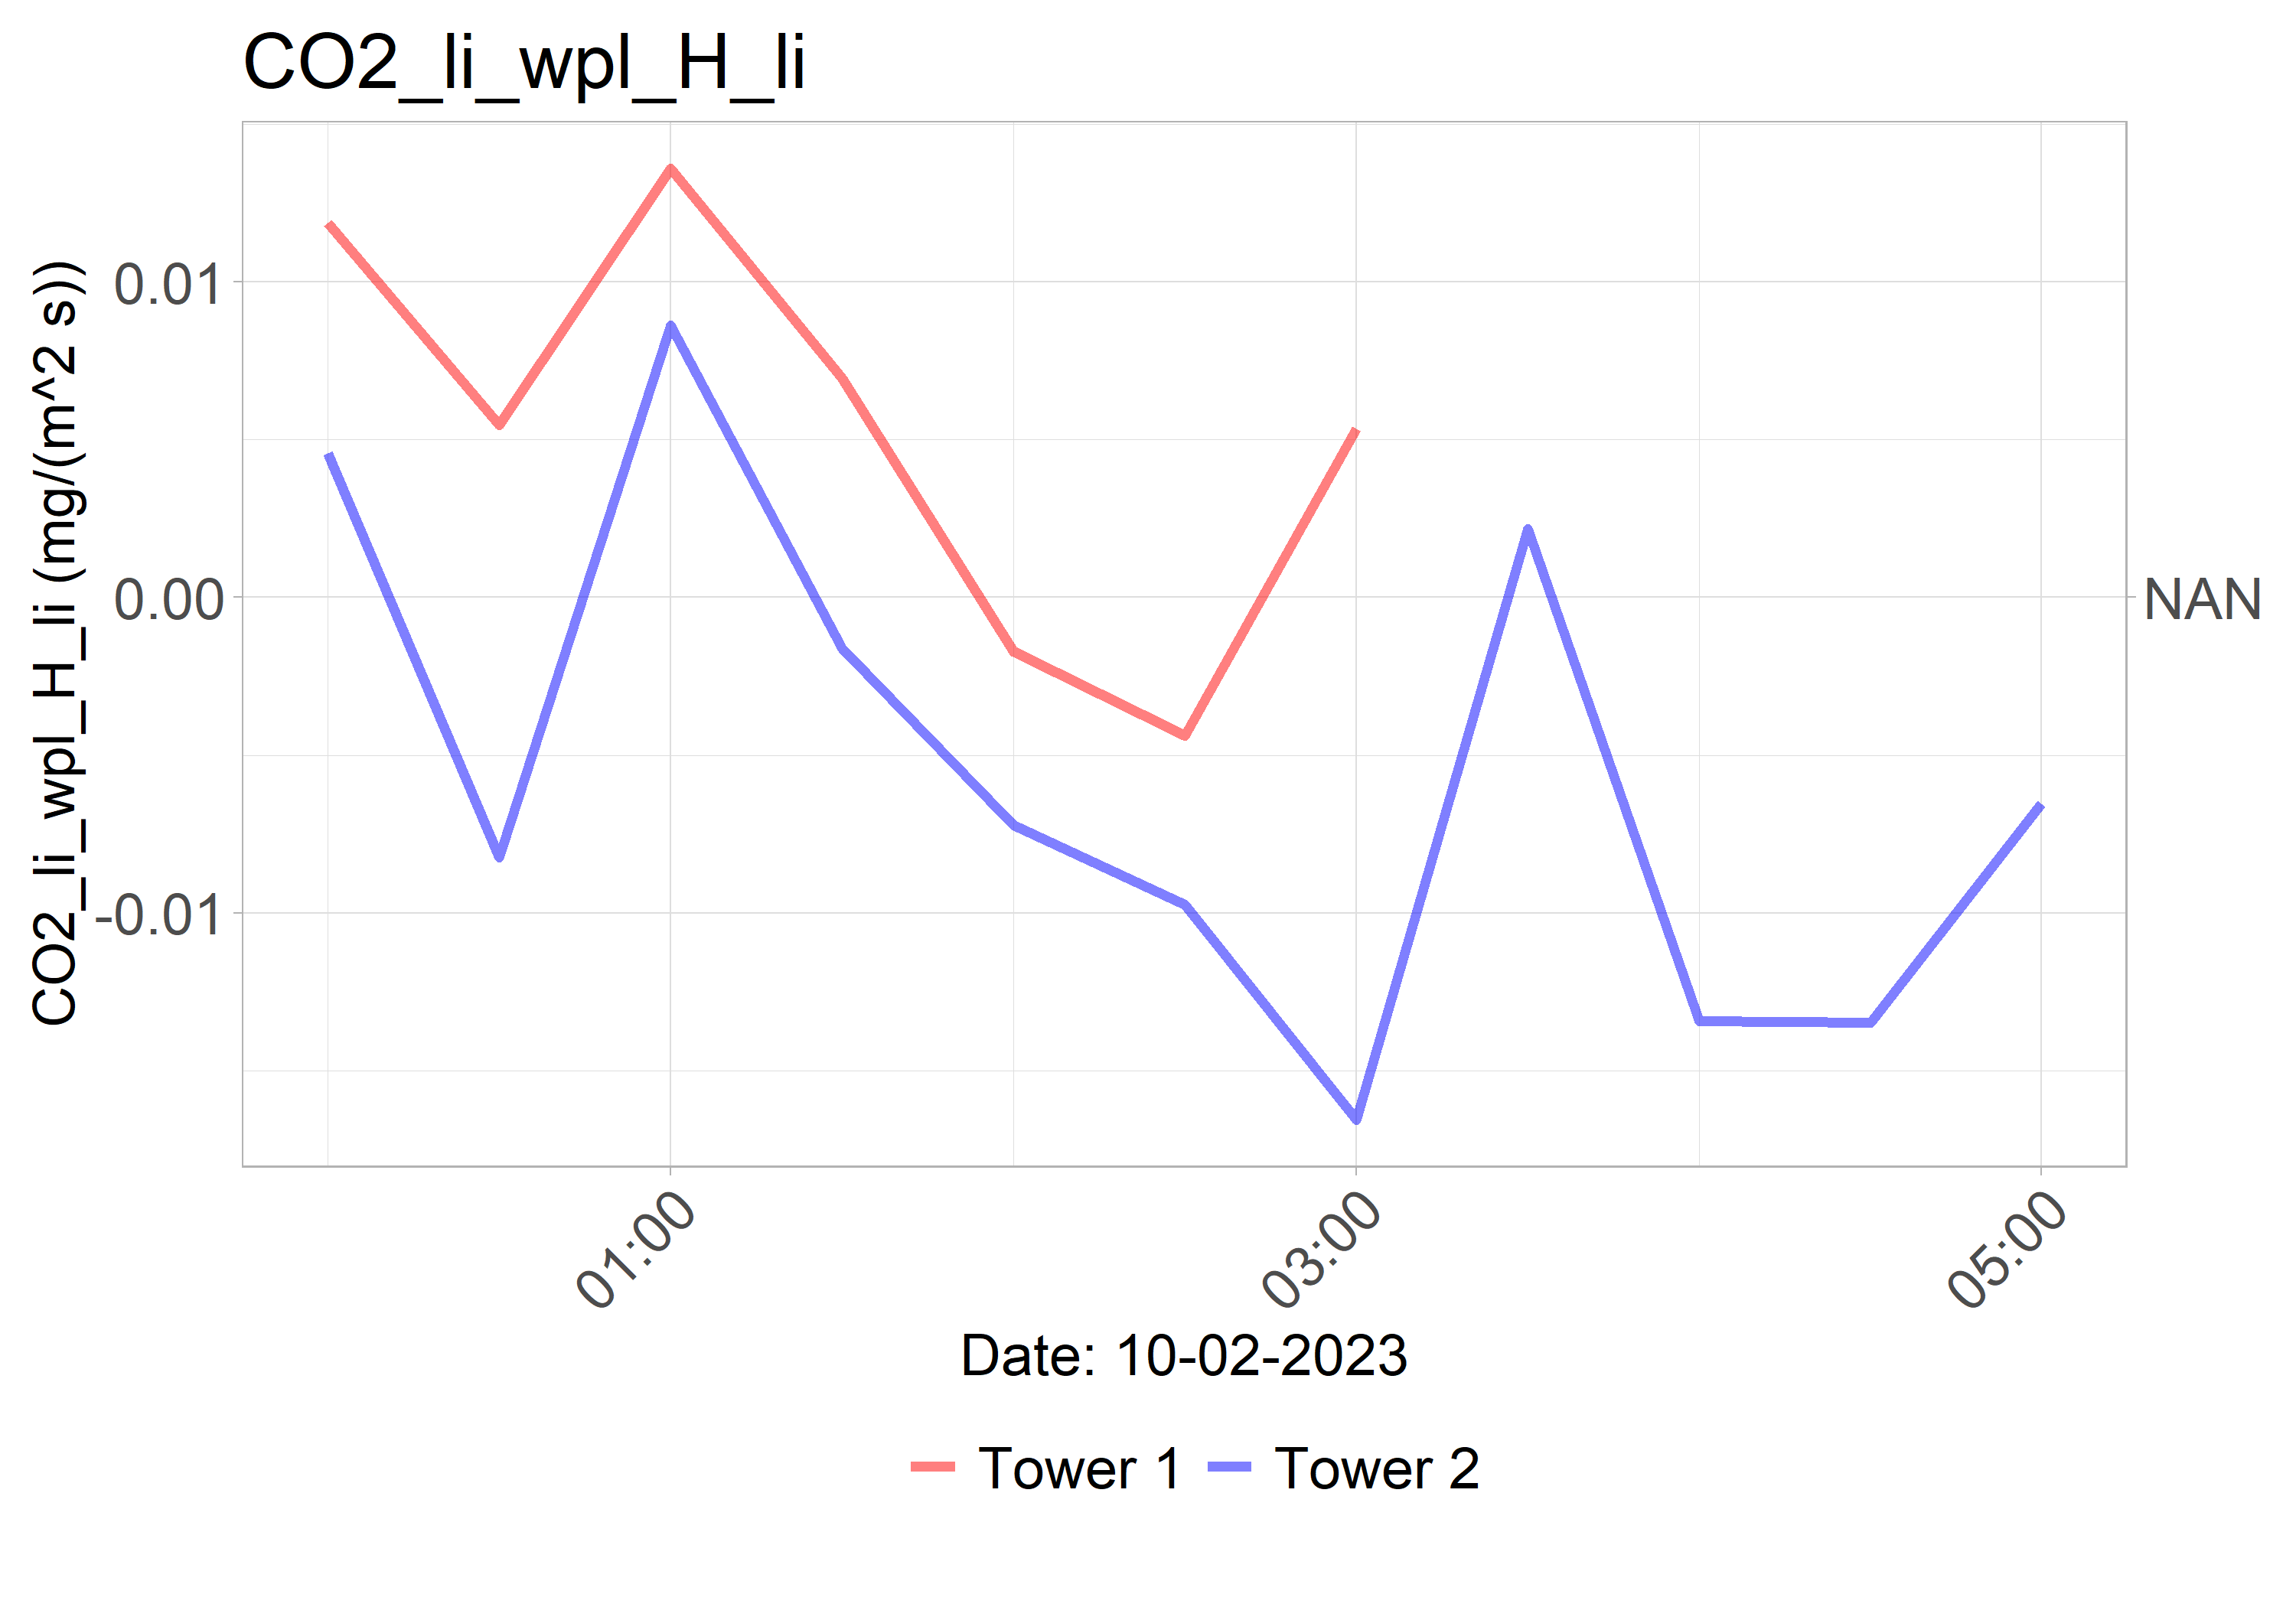 CO2_li_wpl_H_li
CO2_li_wpl_H_li (mg/(m^2 s))
0.01
0.00
-0.01
NAN
01:00
03:00
05:00
Date: 10-02-2023
Tower 1
Tower 2